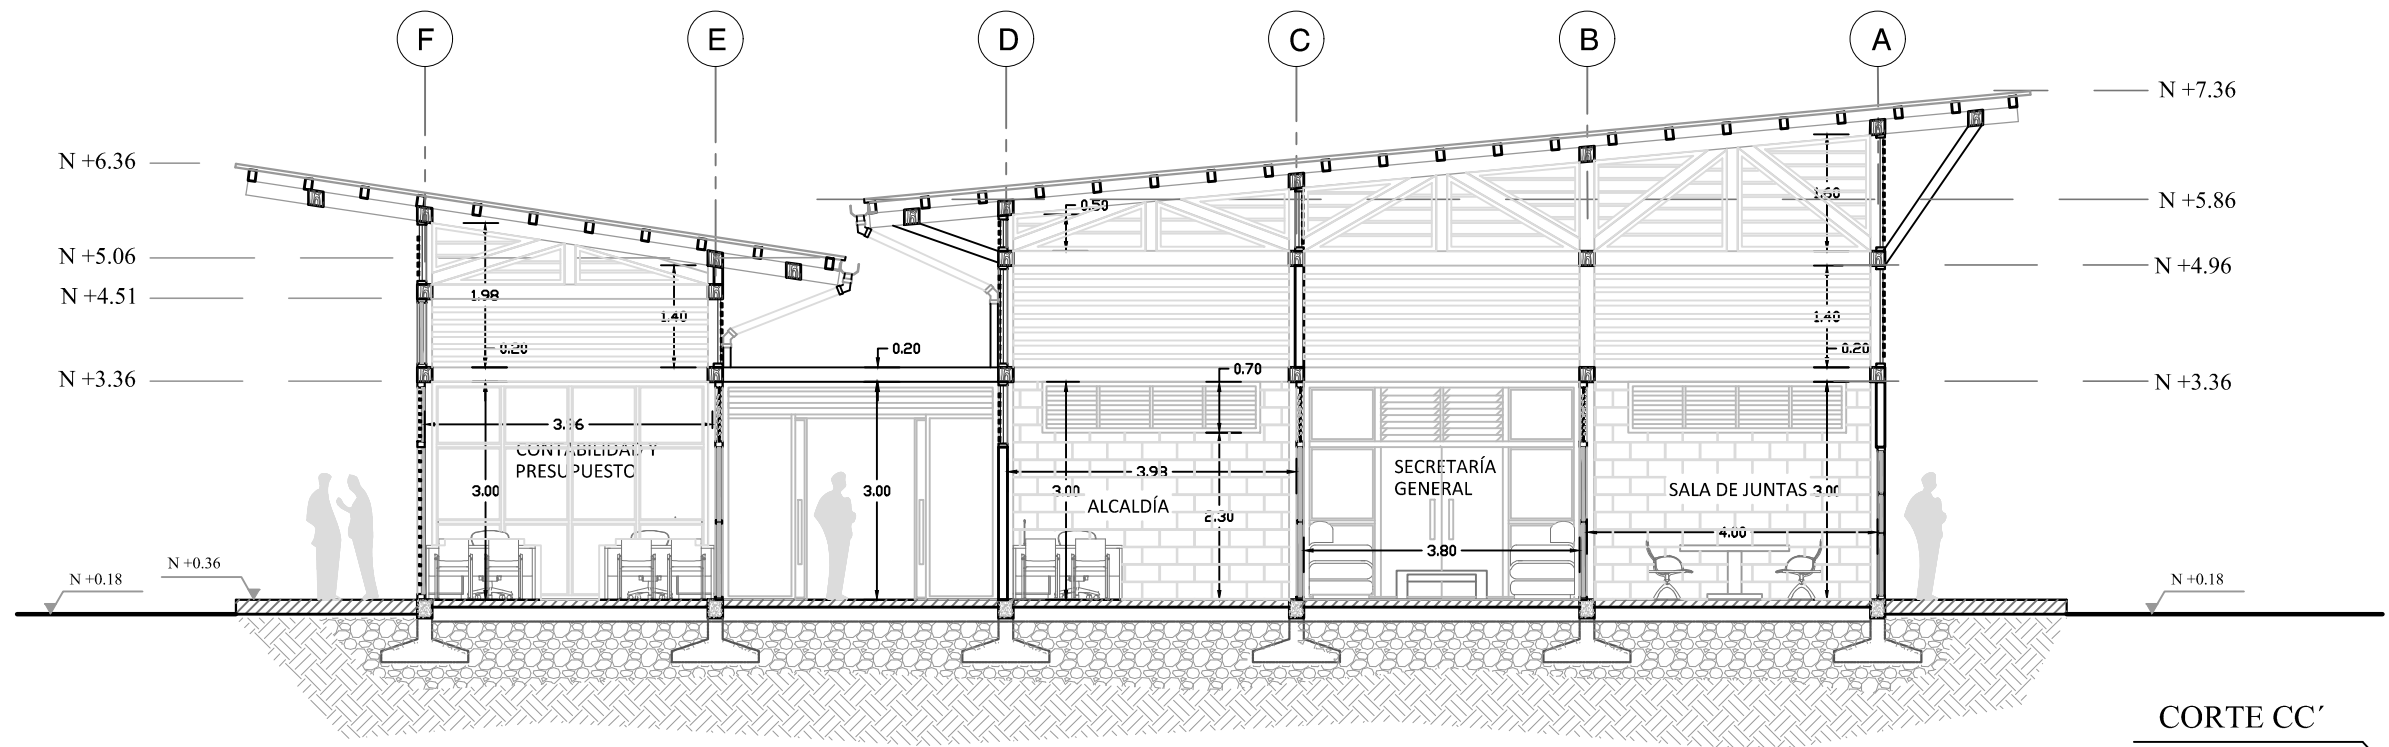 F E D C B A
N +7.36
N +6.36
0.50
1.60
N +5.86
N +5.06
N +4.96
N +4.51
1.98
1.40
1.40
0.20
0.20
0.20
N +3.36
0.70
N +3.36
CONTABILIDAD Y
PRESUPUESTO
3.00
3.00
3.93
3.00
ALCALDÍA
2.30
SECRETARÍA
GENERAL
3.80
SALA DE JUNTAS
3.00
4.00
N +0.18
N +0.36
N +0.18
CORTE CC´